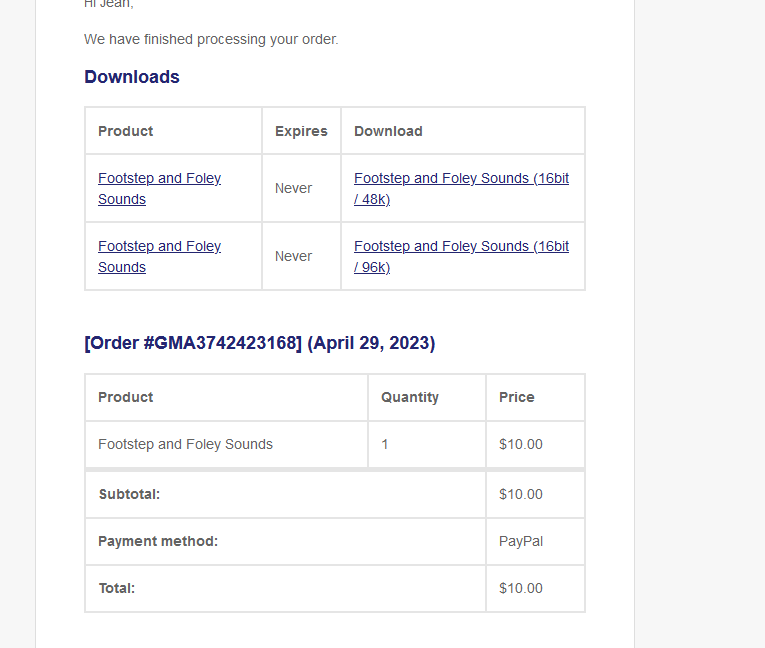 Hi Jean,
We have finished processing your order.
Downloads
Product Expires Download
Footstep and Foley Sounds (16bit
Footstep and Foley
Never
Sounds
/ 48k)
Footstep and Foley Sounds (16bit
Footstep and Foley
Never
Sounds
/ 96k)
[Order #GMA3742423168] (April 29, 2023)
Product Quantity Price
Footstep and Foley Sounds 1 $10.00
Subtotal: $10.00
Payment method: PayPal
Total: $10.00